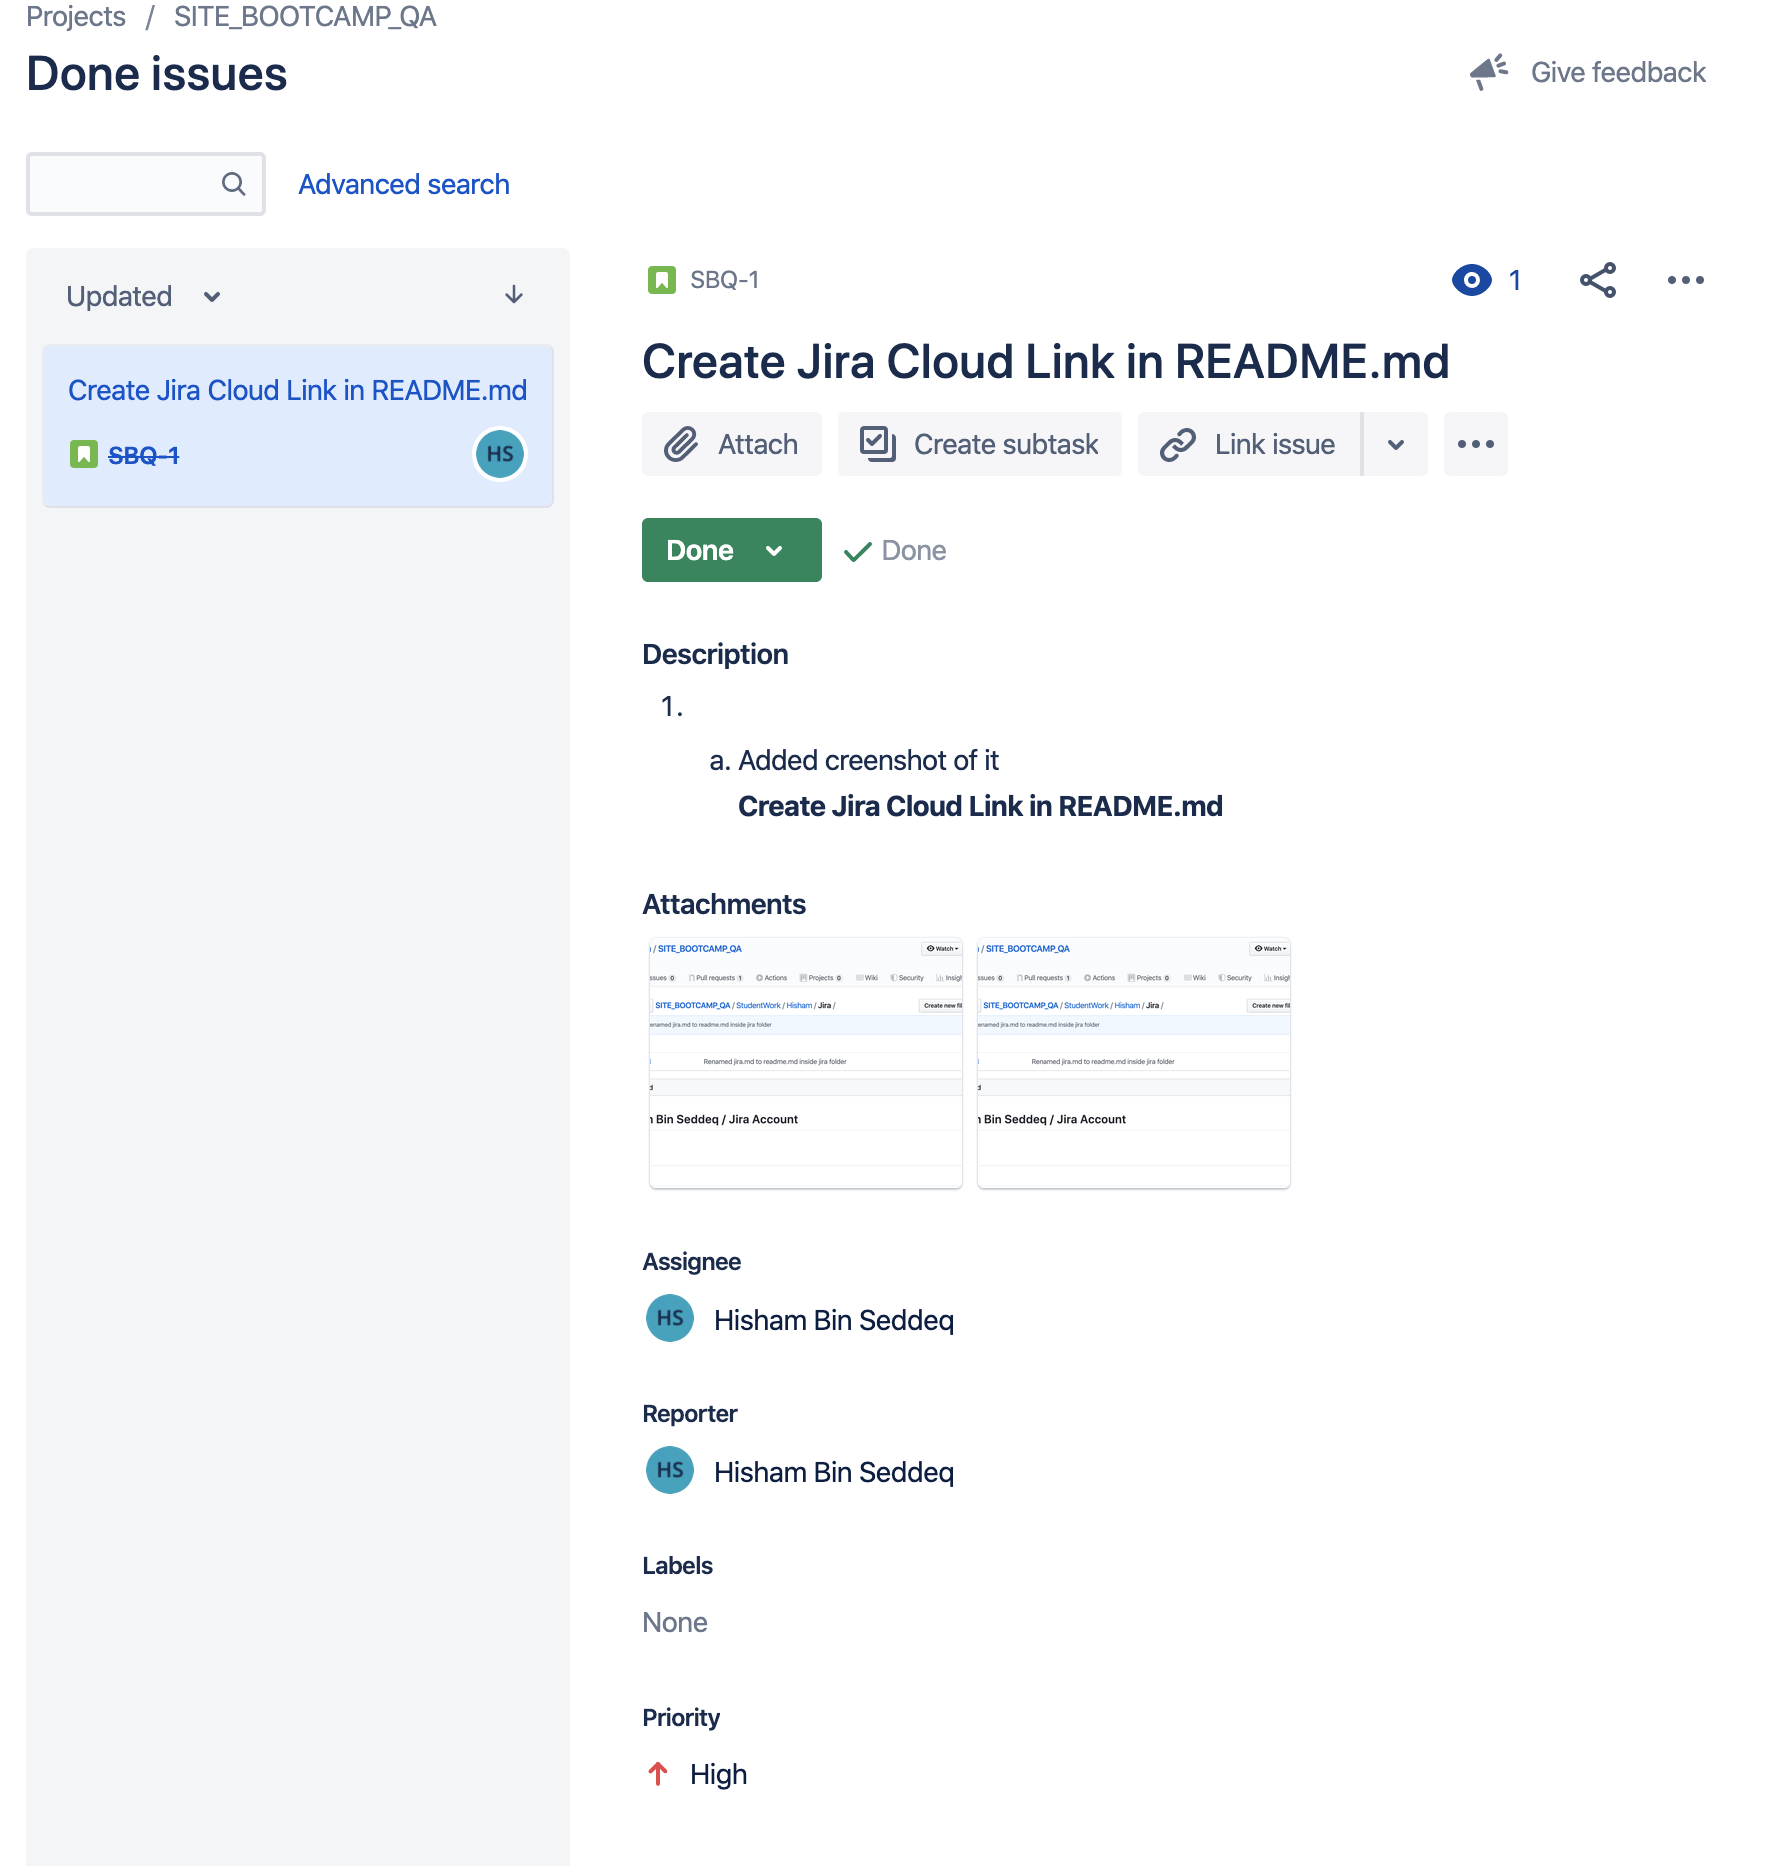 Projects / SITE_BOOTCAMP_QA
Done issues
Give feedback
Advanced search
Updated
Create Jira Cloud Link in README.md
SBQ-1
HS
SBQ-1
1
Create Jira Cloud Link in README.md
Attach
Create subtask
Link issue
Done
Done
Description
1.
a. Added creenshot of it
Create Jira Cloud Link in README.md
Attachments
/ SITE_BOOTCAMP_QA
Watch
ssues 0 Pull requests 1 Actions Projects 0 Wiki Security Insigh
SITE_BOOTCAMP_QA / StudentWork / Hisham / Jira /
Create new fil
enamed jira.md to readme.md inside jira folder
Renamed jira.md to readme.md inside jira folder
d
Bin Seddeq / Jira Account
/ SITE_BOOTCAMP_QA
Watch
ssues 0 Pull requests 1 Actions Projects 0 Wiki Security Insigh
SITE_BOOTCAMP_QA / StudentWork / Hisham / Jira /
Create new fil
enamed jira.md to readme.md inside jira folder
Renamed jira.md to readme.md inside jira folder
d
Bin Seddeq / Jira Account
Assignee
HS Hisham Bin Seddeq
Reporter
HS Hisham Bin Seddeq
Labels
None
Priority
High